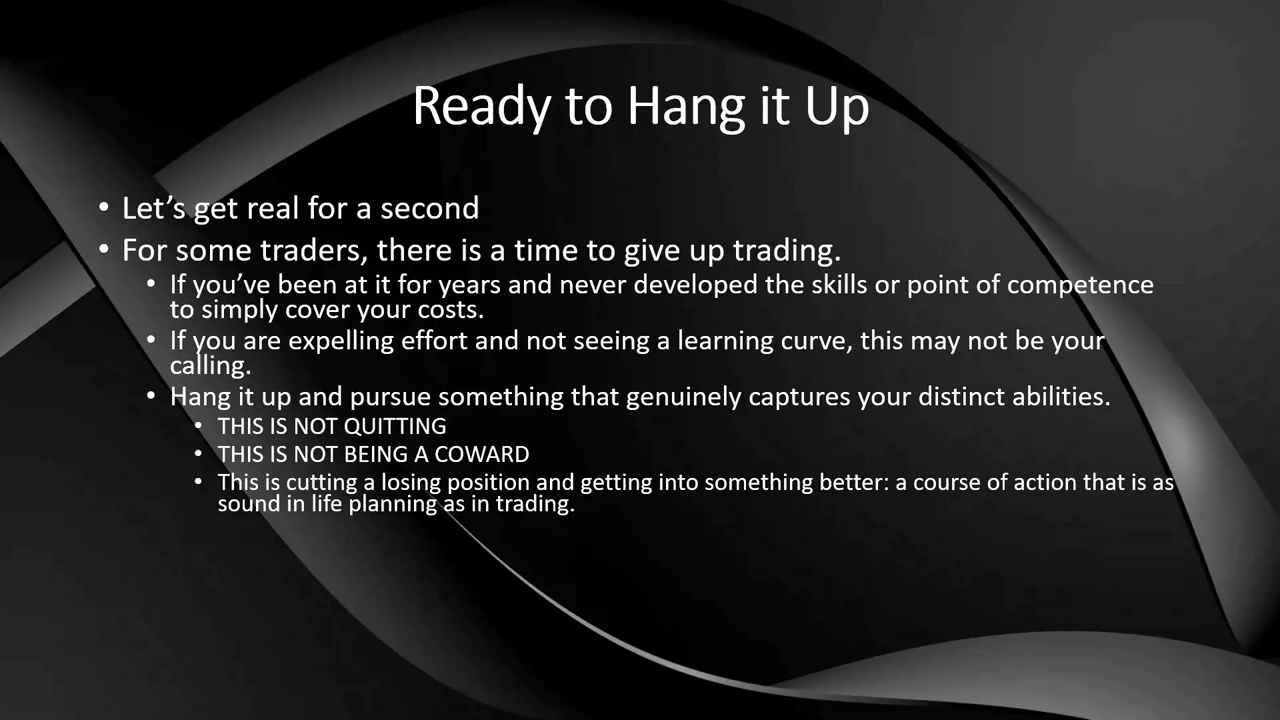 Ready to Hang it Up
• Let’s get real for a second
• For some traders, there is a time to give up trading.
• If you’ve been at it for years and never developed the skills or point of competence
to simply cover your costs.
• If you are expelling effort and not seeing a learning curve, this may not be your
calling.
• Hang it up and pursue something that genuinely captures your distinct abilities.
• THIS IS NOT QUITTING
• THIS IS NOT BEING A COWARD
• This is cutting a losing position and getting into something better: a course of action that is as
sound in life planning as in trading.